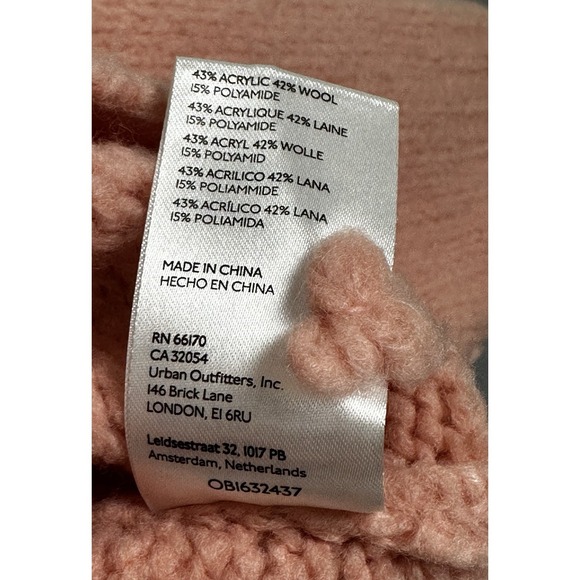 43% ACRYLIC 42% WOOL
15% POLYAMIDE
43% ACRYLIQUE 42% LAINE
15% POLYAMIDE
43% ACRYL 42% WOLLE
15% POLYAMID
43% ACRILICO 42% LANA
15% POLIAMMIDE
43% ACRÍLICO 42% LANA
15% POLIAMIDA
MADE IN CHINA
HECHO EN CHINA
RN 66170
CA 32054
Urban Outfitters, Inc.
146 Brick Lane
LONDON, E1 6RU
Leidsestraat 32, 1017 PB
Amsterdam, Netherlands
OB1632437